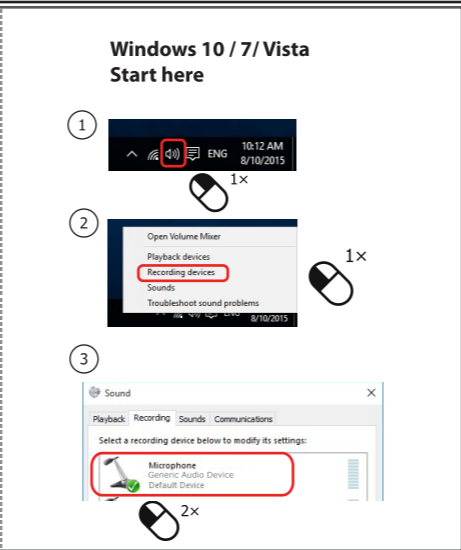 Windows 10 / 7/ Vista
Start here
1
ENG
10:12 AM
8/10/2015
1×
2
Open Volume Mixer
Playback devices
Recording devices
Sounds
Troubleshoot sound problems
8/10/2015
1×
3
Sound
Playback Recording Sounds Communications
Select a recording device below to modify its settings:
Microphone
Generic Audio Device
Default Device
2×